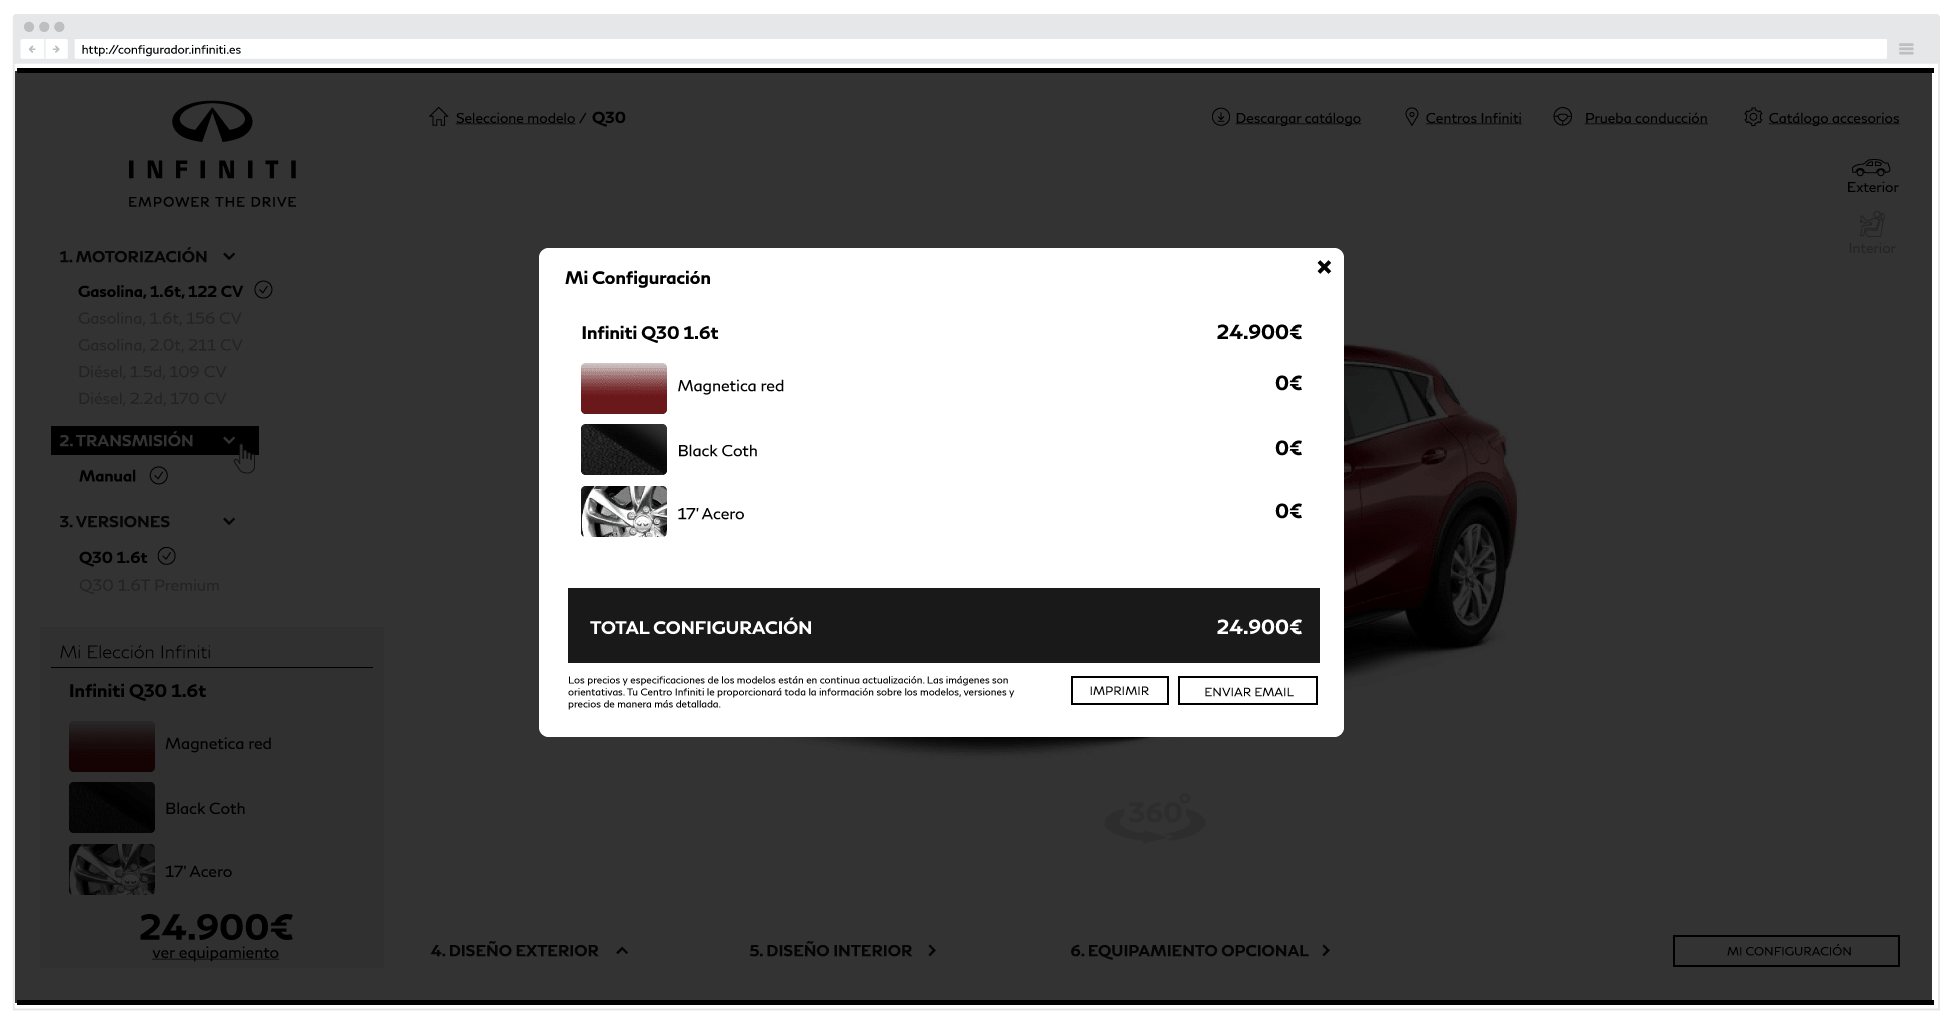 http://configurador.infiniti.es
INFINITI
EMPOWER THE DRIVE
Seleccione modelo / Q30
Descargar catálogo
Centros Infiniti
Prueba conducción
Catálogo accesorios
Exterior
Interior
1. MOTORIZACIÓN
Gasolina, 1.6t, 122 CV
Gasolina, 1.6t, 156 CV
Gasolina, 2.0t, 211 CV
Diésel, 1.5d, 109 CV
Diésel, 2.2d, 170 CV
2. TRANSMISIÓN
Manual
3. VERSIONES
Q30 1.6t
Q30 1.6T Premium
Mi Elección Infiniti
Infiniti Q30 1.6t
Magnetica red
Black Coth
17' Acero
24.900€
ver equipamiento
Mi Configuración
Infiniti Q30 1.6t 24.900€
Magnetica red 0€
Black Coth 0€
17' Acero 0€
TOTAL CONFIGURACIÓN 24.900€
Los precios y especificaciones de los modelos están en continua actualización. Las imágenes son
orientativas. Tu Centro Infiniti le proporcionará toda la información sobre los modelos, versiones y
precios de manera más detallada.
IMPRIMIR
ENVIAR EMAIL
360°
4. DISEÑO EXTERIOR
5. DISEÑO INTERIOR
6. EQUIPAMIENTO OPCIONAL
MI CONFIGURACIÓN